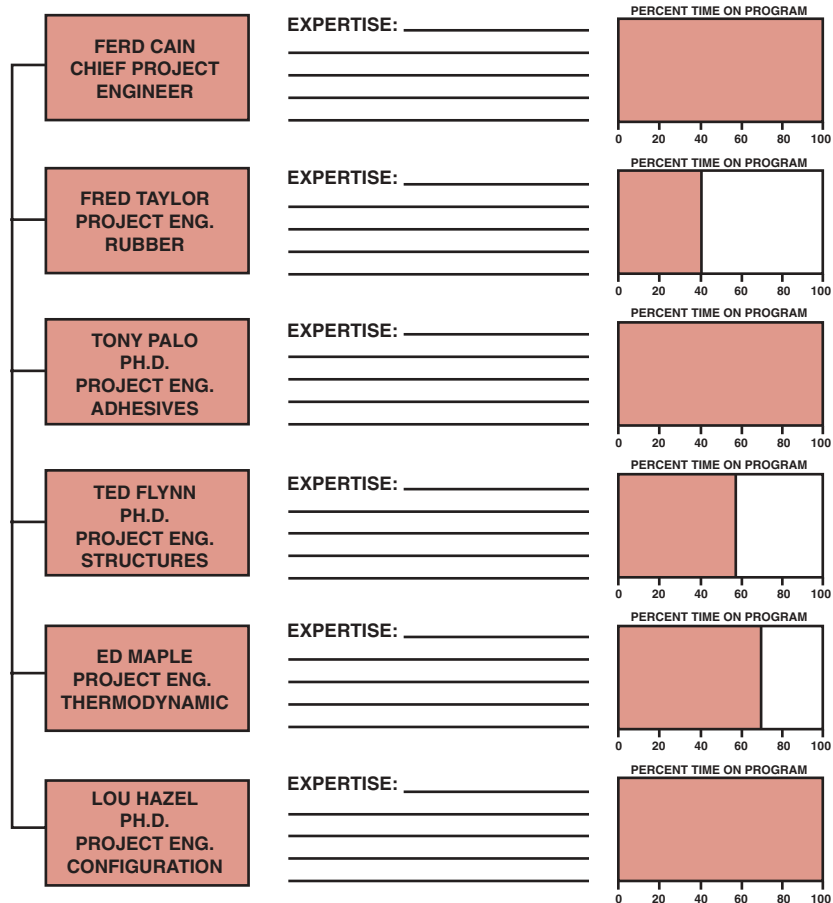 FERD CAIN
CHIEF PROJECT
ENGINEER
EXPERTISE:
PERCENT TIME ON PROGRAM
0 20 40 60 80 100
FRED TAYLOR
PROJECT ENG.
RUBBER
EXPERTISE:
PERCENT TIME ON PROGRAM
0 20 40 60 80 100
TONY PALO
PH.D.
PROJECT ENG.
ADHESIVES
EXPERTISE:
PERCENT TIME ON PROGRAM
0 20 40 60 80 100
TED FLYNN
PH.D.
PROJECT ENG.
STRUCTURES
EXPERTISE:
PERCENT TIME ON PROGRAM
0 20 40 60 80 100
ED MAPLE
PROJECT ENG.
THERMODYNAMIC
EXPERTISE:
PERCENT TIME ON PROGRAM
0 20 40 60 80 100
LOU HAZEL
PH.D.
PROJECT ENG.
CONFIGURATION
EXPERTISE:
PERCENT TIME ON PROGRAM
0 20 40 60 80 100